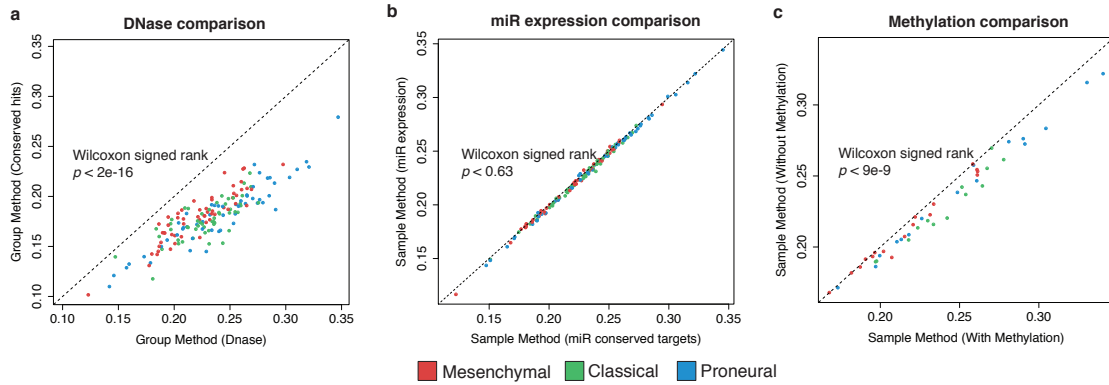 a
DNase comparison
Group Method (Conserved hits)
0.35
0.30
0.25
0.20
0.15
0.10
Wilcoxon signed rank
p < 2e-16
0.10 0.15 0.20 0.25 0.30 0.35
Group Method (Dnase)
b
miR expression comparison
Sample Method (miR expression)
0.35
0.30
0.25
0.20
0.15
Wilcoxon signed rank
p < 0.63
0.15 0.20 0.25 0.30 0.35
Sample Method (miR conserved targets)
c
Methylation comparison
Sample Method (Without Methylation)
0.30
0.25
0.20
Wilcoxon signed rank
p < 9e-9
0.20 0.25 0.30
Sample Method (With Methylation)
Mesenchymal Classical Proneural